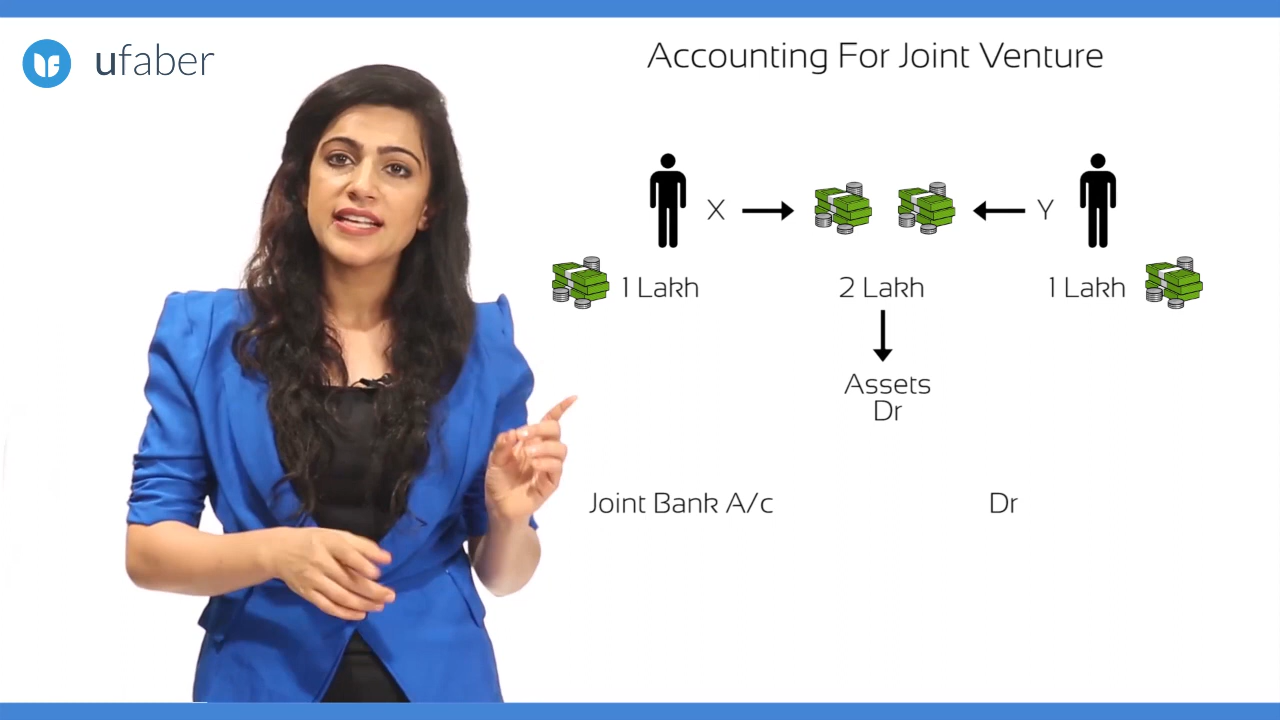 ufaber
Accounting For Joint Venture
X
Y
1 Lakh
2 Lakh
1 Lakh
Assets
Dr
Joint Bank A/c
Dr